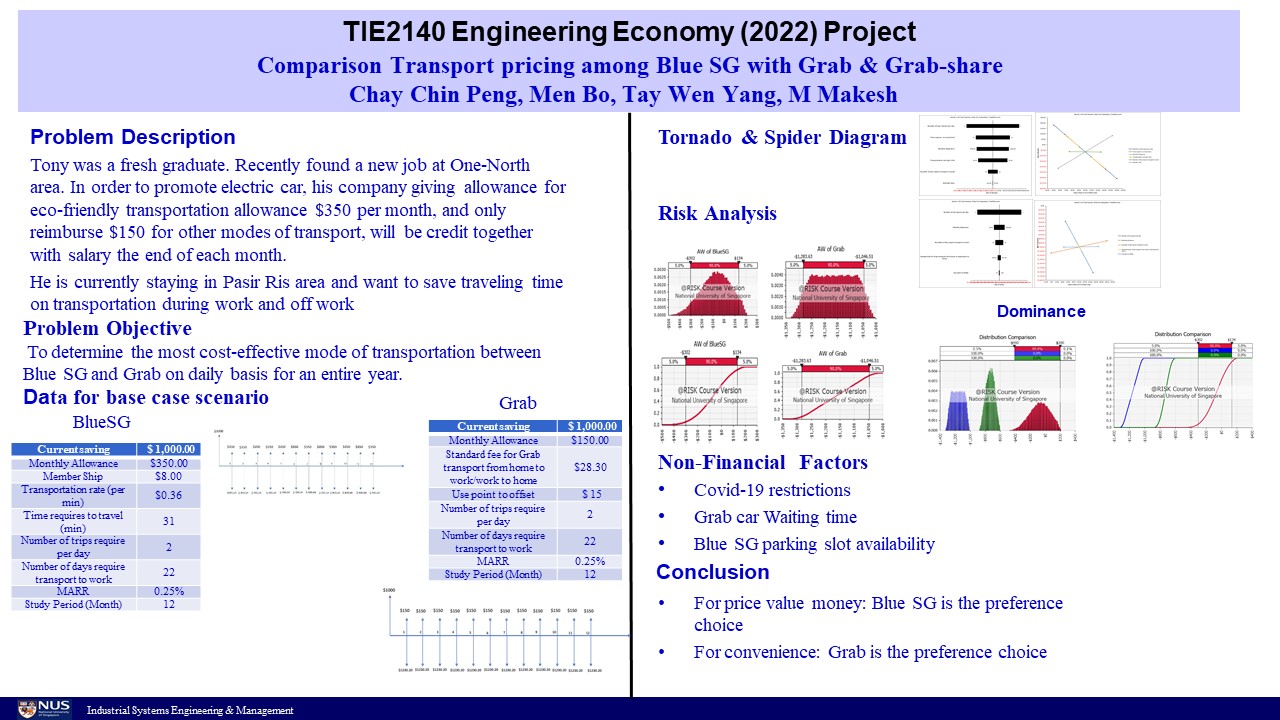 TIE2140 Engineering Economy (2022) Project
Comparison Transport pricing among Blue SG with Grab & Grab-share
Chay Chin Peng, Men Bo, Tay Wen Yang, M Makesh
Problem Description
Tony was a fresh graduate. Recently found a new job at One-North
area. In order to promote electric car, his company giving allowance for
eco-friendly transportation allowance $350 per month, and only
reimburse $150 for other modes of transport, will be credit together
with salary the end of each month.
He is currently staying in Pasir Ris area and want to save traveling time
on transportation during work and off work
Problem Objective
To determine the most cost-effective mode of transportation between
Blue SG and Grab on daily basis for an entire year.
Data for base case scenario
BlueSG
Current saving $ 1,000.00
Monthly Allowance $350.00
Member Ship $8.00
Transportation rate (per
min) $0.36
Time requires to travel
(min) 31
Number of trips require
per day 2
Number of days require
transport to work 22
MARR 0.25%
Study Period (Month) 12
Grab
Current saving $ 1,000.00
Monthly Allowance $150.00
Standard fee for Grab
transport from home to
work/work to home $28.30
Use point to offset $ 15
Number of trips require
per day 2
Number of days require
transport to work 22
MARR 0.25%
Study Period (Month) 12
$1000
$150 $150 $150 $150 $150 $150 $150 $150 $150 $150 $150 $150
1 2 3 4 5 6 7 8 9 10 11 12
Tornado & Spider Diagram
Risk Analysis
AW of BlueSG
-$302 $134
5.0% 90.0% 5.0%
@RISK Course Version
National University of Singapore
AW of Grab
-$1,283.63 -$1,046.51
5.0% 90.0% 5.0%
@RISK Course Version
National University of Singapore
AW of BlueSG
-$302 $134
5.0% 90.0% 5.0%
@RISK Course Version
National University of Singapore
AW of Grab
-$1,283.63 -$1,046.51
5.0% 90.0% 5.0%
@RISK Course Version
National University of Singapore
Dominance
Distribution Comparison
@RISK Course Version
National University of Singapore
Distribution Comparison
@RISK Course Version
National University of Singapore
Non-Financial Factors
• Covid-19 restrictions
• Grab car Waiting time
• Blue SG parking slot availability
Conclusion
• For price value money: Blue SG is the preference
choice
• For convenience: Grab is the preference choice
NUS
National University
of Singapore
Industrial Systems Engineering & Management